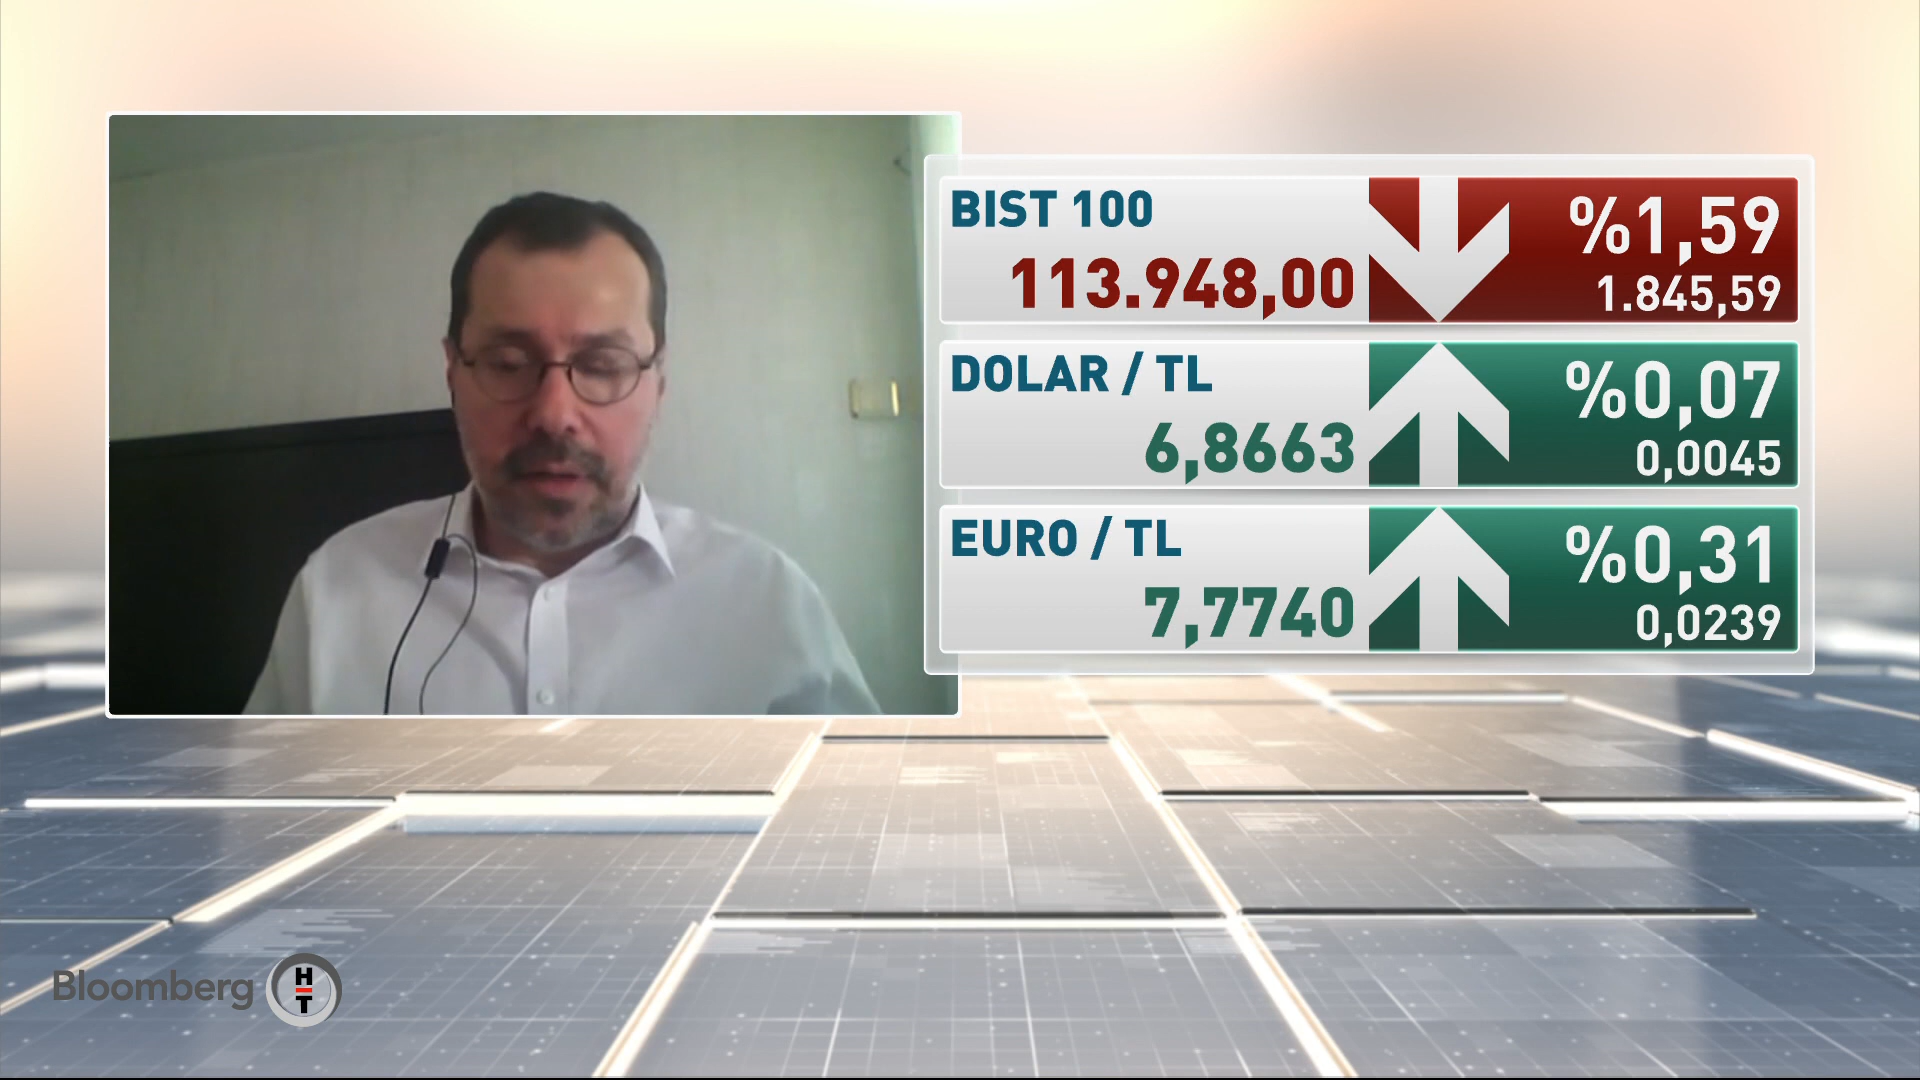 BIST 100
113.948,00
%1,59
1.845,59
DOLAR / TL
6,8663
%0,07
0,0045
EURO / TL
7,7740
%0,31
0,0239
Bloomberg HT